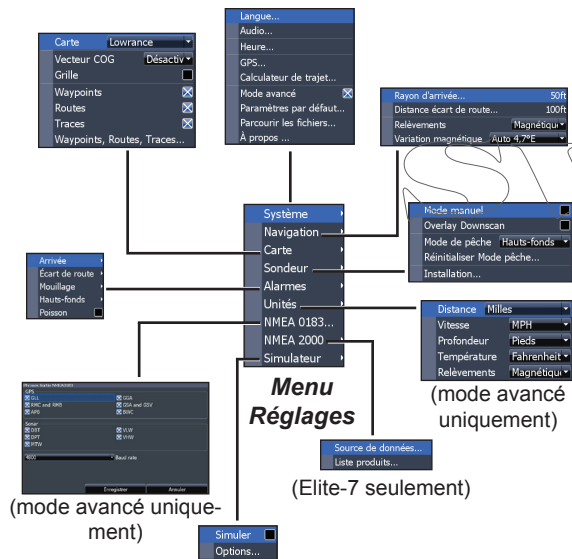 Carte Lowrance
Vecteur COG Désactiv
Grille
Waypoints
Routes
Traces
Waypoints, Routes, Traces...
Langue...
Audio...
Heure...
GPS...
Calculateur de trajet...
Mode avancé
Paramètres par défaut...
Parcourir les fichiers...
À propos ...
Rayon d'arrivée... 50ft
Distance écart de route... 100ft
Relèvements Magnétiqu
Variation magnétique Auto 4,7°E
Mode manuel
Overlay Downscan
Mode de pêche Hauts-fonds
Réinitialiser Mode pêche...
Installation...
Système
Navigation
Carte
Sondeur
Alarmes
Unités
NMEA 0183...
NMEA 2000
Simulateur
Menu
Réglages
Arrivée
Écart de route
Mouillage
Hauts-fonds
Poisson
Distance Milles
Vitesse MPH
Profondeur Pieds
Température Fahrenheit
Relèvements Magnétiqu
(mode avancé
uniquement)
GPS
GLL GGA
RMC and RMB GSA and GSV
APB BWC
Sonar
DBT VLW
DPT VHW
MTW
4800 Baud rate
Enregistrer Annuler
(mode avancé unique-
ment)
Source de données...
Liste produits...
(Elite-7 seulement)
Simuler
Options...